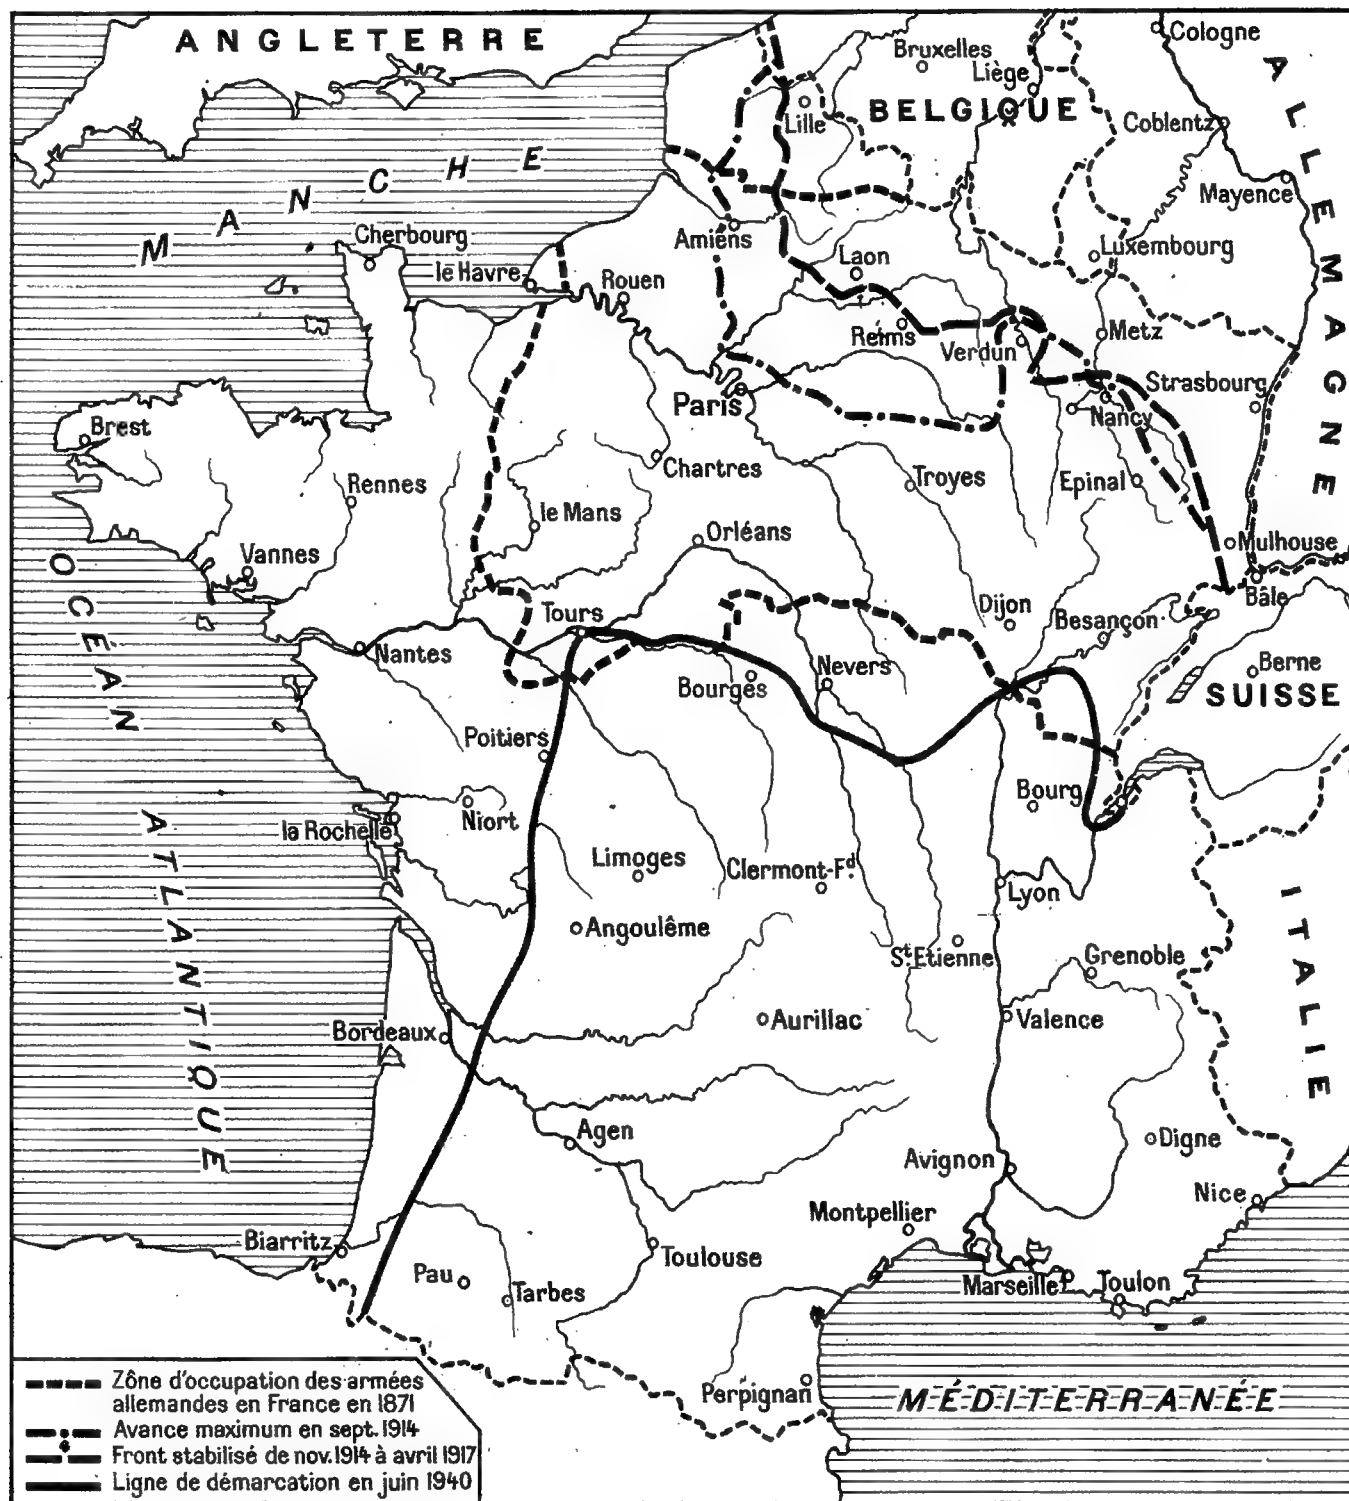 ANGLETERRE
Bruxelles
Cologne
Liège
BELGIQUE
Lille
Coblentz
ALLEMAGNE
Mayence
MANCHE
Cherbourg
Amiens
Luxembourg
le Havre
Rouen
Laon
Reims
Verdun
Metz
Paris
Strasbourg
Nancy
Brest
Chartres
Troyes
Epinal
Rennes
le Mans
Orléans
Mulhouse
Vannes
Bâle
Tours
Dijon
Besançon
Nantes
Nevers
Berne
Bourges
SUISSE
OCÉAN
ATLANTIQUE
Poitiers
Bourg
Niort
la Rochelle
Limoges
Clermont-Fd.
Lyon
Angoulême
St. Etienne
Grenoble
ITALIE
Bordeaux
Aurillac
Valence
Agen
Digne
Avignon
Nice
Montpellier
Biarritz
Toulouse
Pau
Tarbes
Marseille
Toulon
Perpignan
MÉDITERRANÉE
Zône d'occupation des armées
allemandes en France en 1871
Avance maximum en sept. 1914
Front stabilisé de nov. 1914 à avril 1917
Ligne de démarcation en juin 1940